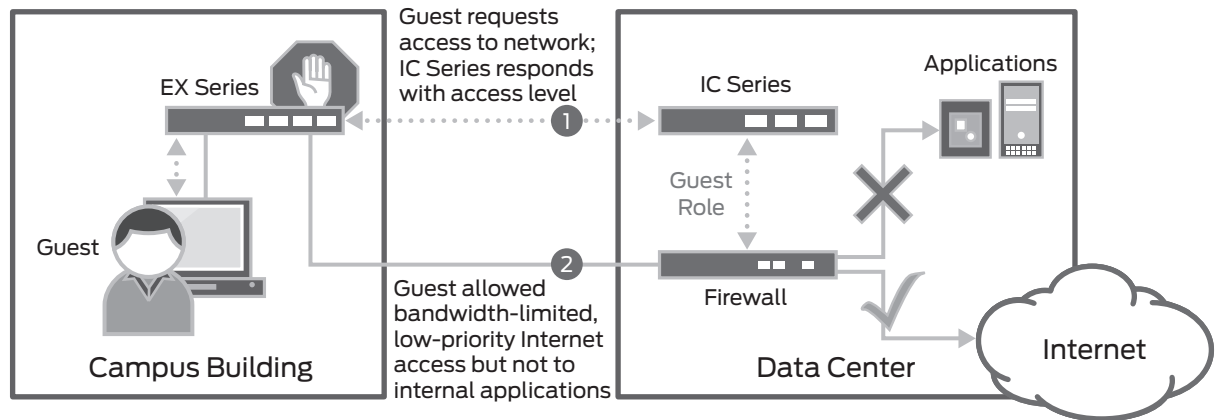 Guest requests
access to network;
IC Series responds
with access level
EX Series
1
Guest
Campus Building
2
Guest allowed
bandwidth-limited,
low-priority Internet
access but not to
internal applications
IC Series
Applications
Guest
Role
Firewall
Data Center
Internet